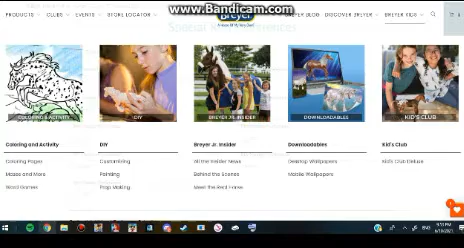 www.Bandicam.com
PRODUCTS CLUBS EVENTS STORE LOCATOR Breyer BREYER BLOG DISCOVER BREYER BREYER KIDS
COLORING & ACTIVITY DIY BREYER JR. INSIDER DOWNLOADABLES KID'S CLUB
Coloring and Activity DIY Breyer Jr. Insider Downloadables Kid's Club
Coloring Pages Customizing All the Insider News Desktop Wallpapers Kid's Club Deluxe
Mazes and More Painting Behind the Scenes Mobile Wallpapers
Word Games Prop Making Meet the Real Horse
ENG